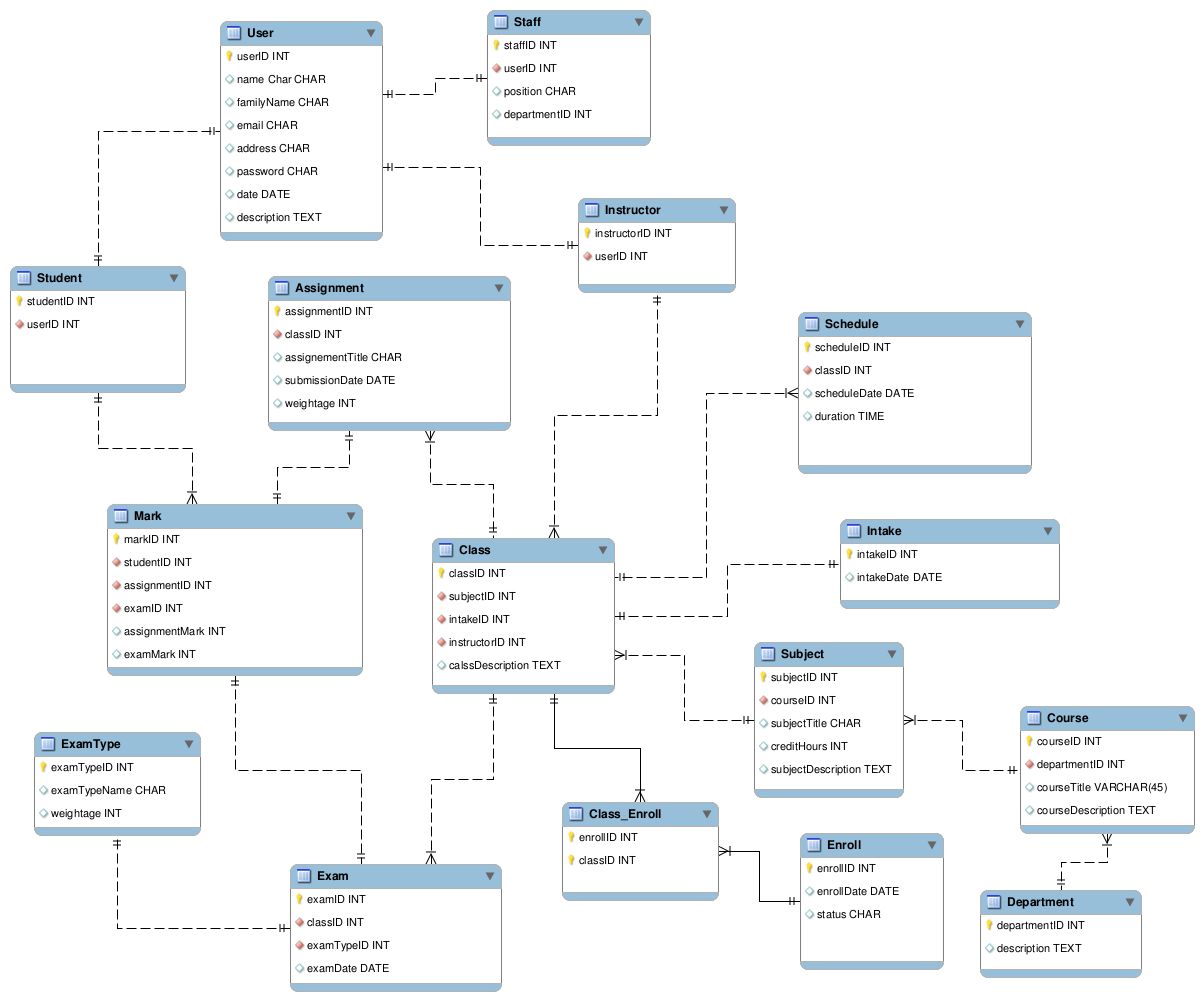 User
userID INT
name Char CHAR
familyName CHAR
email CHAR
address CHAR
password CHAR
date DATE
description TEXT
Staff
staffID INT
userID INT
position CHAR
departmentID INT
Instructor
instructorID INT
userID INT
Student
studentID INT
userID INT
Assignment
assignmentID INT
classID INT
assignementTitle CHAR
submissionDate DATE
weightage INT
Schedule
scheduleID INT
classID INT
scheduleDate DATE
duration TIME
Mark
markID INT
studentID INT
assignmentID INT
examID INT
assignmentMark INT
examMark INT
Class
classID INT
subjectID INT
intakeID INT
instructorID INT
calssDescription TEXT
Intake
intakeID INT
intakeDate DATE
Subject
subjectID INT
courseID INT
subjectTitle CHAR
creditHours INT
subjectDescription TEXT
Course
courseID INT
departmentID INT
courseTitle VARCHAR(45)
courseDescription TEXT
ExamType
examTypeID INT
examTypeName CHAR
weightage INT
Class_Enroll
enrollID INT
classID INT
Enroll
enrollID INT
enrollDate DATE
status CHAR
Exam
examID INT
classID INT
examTypeID INT
examDate DATE
Department
departmentID INT
description TEXT